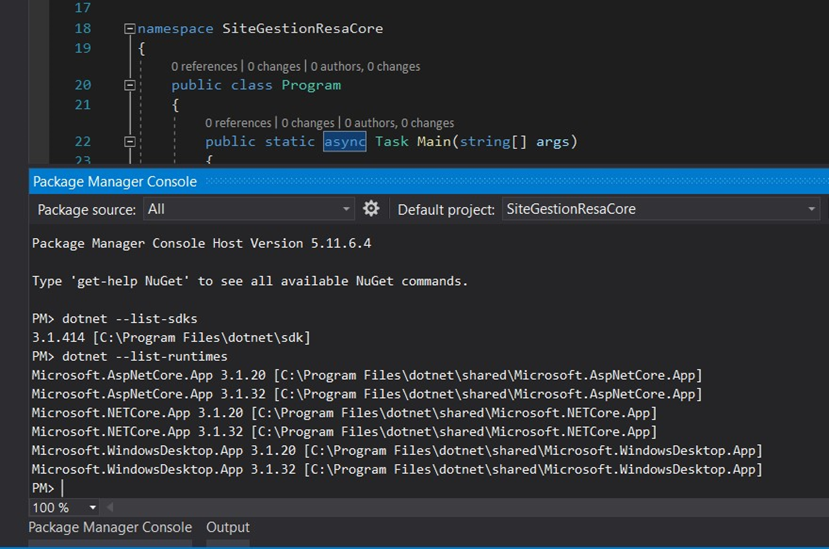 17
18 namespace SiteGestionResaCore
19 {
0 references | 0 changes | 0 authors, 0 changes
20 public class Program
21 {
0 references | 0 changes | 0 authors, 0 changes
22 public static async Task Main(string[] args)
23 {
Package Manager Console
Package source: All Default project: SiteGestionResaCore
Package Manager Console Host Version 5.11.6.4
Type 'get-help NuGet' to see all available NuGet commands.
PM> dotnet --list-sdks
3.1.414 [C:\Program Files\dotnet\sdk]
PM> dotnet --list-runtimes
Microsoft.AspNetCore.App 3.1.20 [C:\Program Files\dotnet\shared\Microsoft.AspNetCore.App]
Microsoft.AspNetCore.App 3.1.32 [C:\Program Files\dotnet\shared\Microsoft.AspNetCore.App]
Microsoft.NETCore.App 3.1.20 [C:\Program Files\dotnet\shared\Microsoft.NETCore.App]
Microsoft.NETCore.App 3.1.32 [C:\Program Files\dotnet\shared\Microsoft.NETCore.App]
Microsoft.WindowsDesktop.App 3.1.20 [C:\Program Files\dotnet\shared\Microsoft.WindowsDesktop.App]
Microsoft.WindowsDesktop.App 3.1.32 [C:\Program Files\dotnet\shared\Microsoft.WindowsDesktop.App]
PM>
100 %
Package Manager Console Output